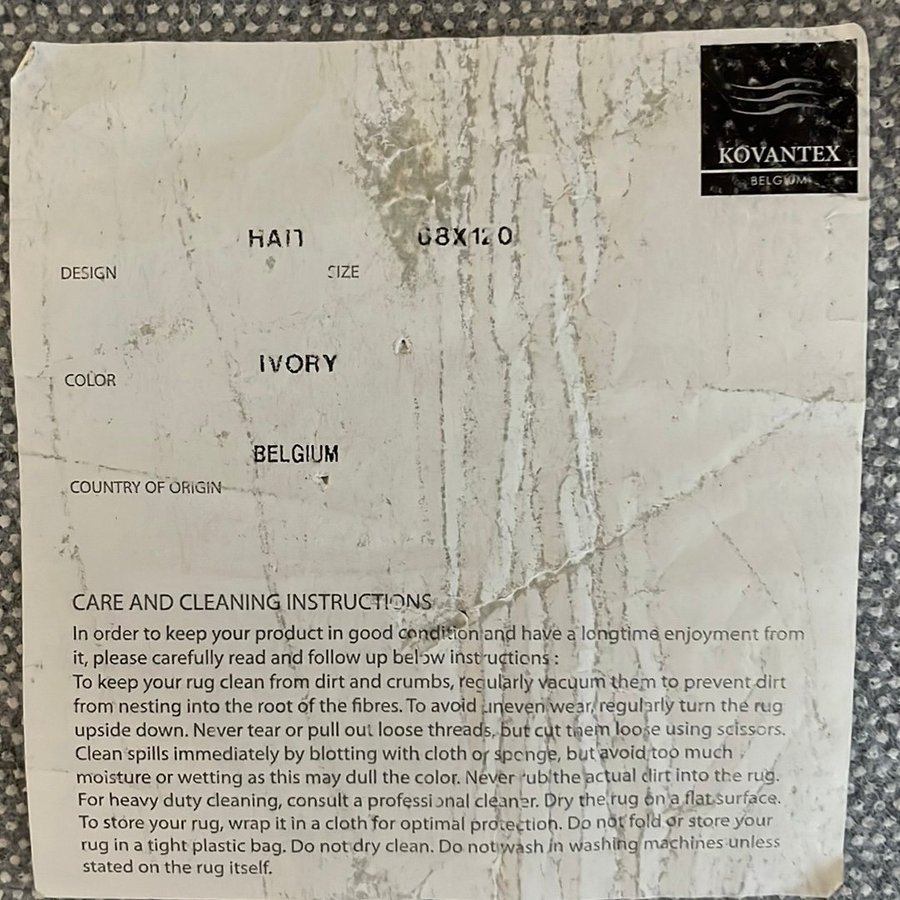 KOVANTEX
BELGIUM
DESIGN
SIZE
COLOR IVORY
COUNTRY OF ORIGIN BELGIUM
CARE AND CLEANING INSTRUCTIONS
In order to keep your product in good condition and have a longtime enjoyment from
it, please carefully read and follow up below instructions :
To keep your rug clean from dirt and crumbs, regularly vacuum them to prevent dirt
from nesting into the root of the fibres. To avoid uneven wear, regularly turn the rug
upside down. Never tear or pull out loose threads, but cut them loose using scissors.
Clean spills immediately by blotting with cloth or sponge, but avoid too much
moisture or wetting as this may dull the color. Never rub the actual dirt into the rug.
For heavy duty cleaning, consult a professional cleaner. Dry the rug on a flat surface.
To store your rug, wrap it in a cloth for optimal protection. Do not fold or store your
rug in a tight plastic bag. Do not dry clean. Do not wash in washing machines unless
stated on the rug itself.